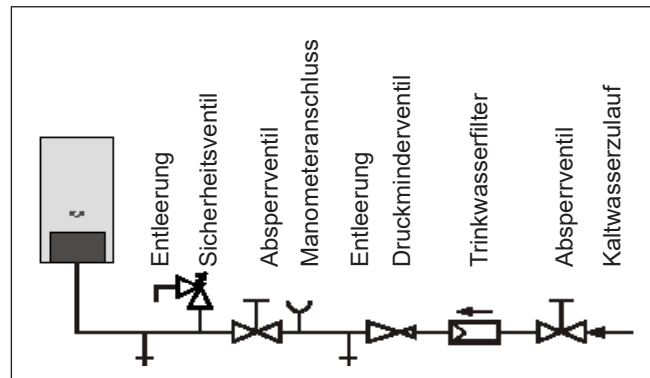 Entleerung
Sicherheitsventil
Absperrventil
Manometeranschluss
Entleerung
Druckminderventil
Trinkwasserfilter
Absperrventil
Kaltwasserzulauf